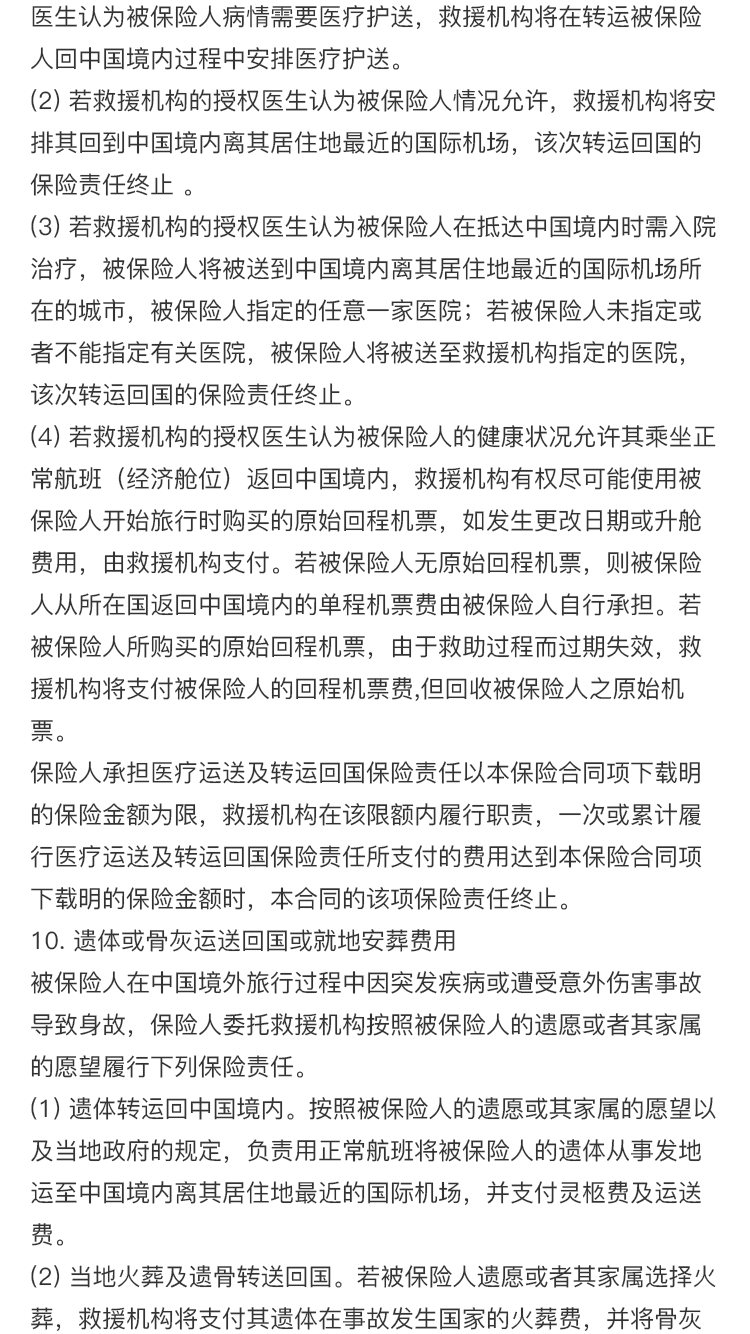 医生认为被保险人病情需要医疗护送，救援机构将在转运被保险
人回中国境内过程中安排医疗护送。
(2) 若救援机构的授权医生认为被保险人情况允许，救援机构将安
排其回到中国境内离其居住地最近的国际机场，该次转运回国的
保险责任终止 。
(3) 若救援机构的授权医生认为被保险人在抵达中国境内时需入院
治疗，被保险人将被送到中国境内离其居住地最近的国际机场所
在的城市，被保险人指定的任意一家医院；若被保险人未指定或
者不能指定有关医院，被保险人将被送至救援机构指定的医院，
该次转运回国的保险责任终止。
(4) 若救援机构的授权医生认为被保险人的健康状况允许其乘坐正
常航班（经济舱位）返回中国境内，救援机构有权尽可能使用被
保险人开始旅行时购买的原始回程机票，如发生更改日期或升舱
费用，由救援机构支付。若被保险人无原始回程机票，则被保险
人从所在国返回中国境内的单程机票费由被保险人自行承担。若
被保险人所购买的原始回程机票，由于救助过程而过期失效，救
援机构将支付被保险人的回程机票费,但回收被保险人之原始机
票。
保险人承担医疗运送及转运回国保险责任以本保险合同项下载明
的保险金额为限，救援机构在该限额内履行职责，一次或累计履
行医疗运送及转运回国保险责任所支付的费用达到本保险合同项
下载明的保险金额时，本合同的该项保险责任终止。
10. 遗体或骨灰运送回国或就地安葬费用
被保险人在中国境外旅行过程中因突发疾病或遭受意外伤害事故
导致身故，保险人委托救援机构按照被保险人的遗愿或者其家属
的愿望履行下列保险责任。
(1) 遗体转运回中国境内。按照被保险人的遗愿或其家属的愿望以
及当地政府的规定，负责用正常航班将被保险人的遗体从事发地
运至中国境内离其居住地最近的国际机场，并支付灵柩费及运送
费。
(2) 当地火葬及遗骨转送回国。若被保险人遗愿或者其家属选择火
葬，救援机构将支付其遗体在事故发生国家的火葬费，并将骨灰